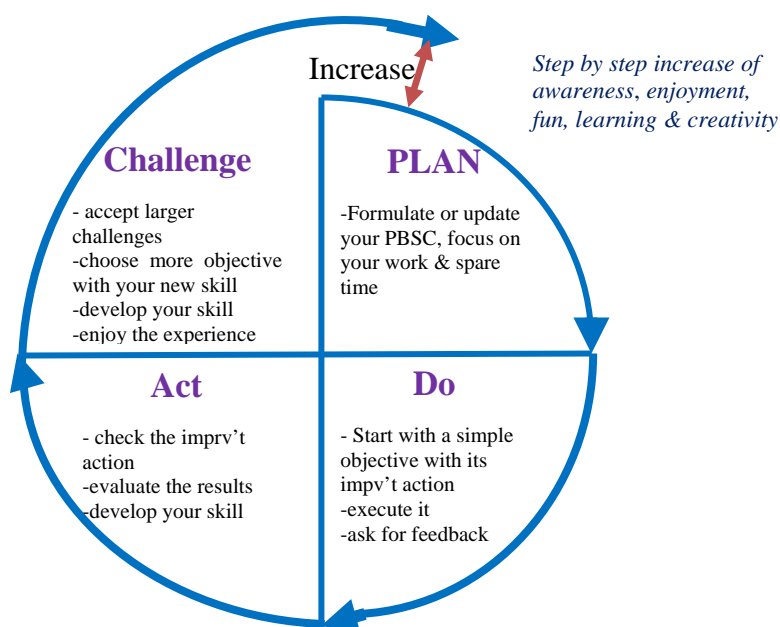 Increase
Step by step increase of
awareness, enjoyment,
fun, learning & creativity
Challenge
- accept larger
challenges
-choose more objective
with your new skill
-develop your skill
-enjoy the experience
PLAN
-Formulate or update
your PBSC, focus on
your work & spare
time
Act
- check the imprv't
action
-evaluate the results
-develop your skill
Do
- Start with a simple
objective with its
impv't action
-execute it
-ask for feedback